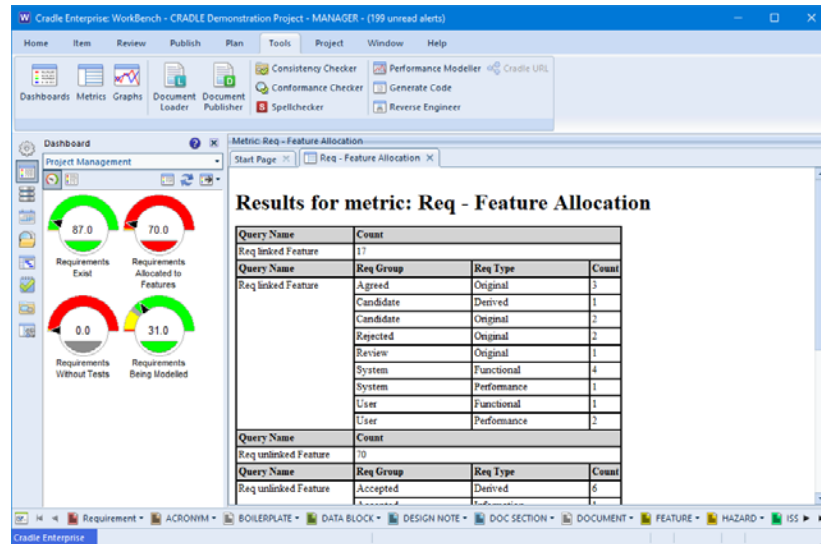 Cradle Enterprise: WorkBench - CRADLE Demonstration Project - MANAGER - (199 unread alerts)
Home Item Review Publish Plan Tools Project Window Help
Dashboards Metrics Graphs Document Loader Document Publisher
Consistency Checker Performance Modeller Cradle URL
Conformance Checker Generate Code
Spellchecker Reverse Engineer
Dashboard
Project Management
87.0 70.0
Requirements Exist
Requirements Allocated to Features
0.0 31.0
Requirements Without Tests
Requirements Being Modelled
Metric: Req - Feature Allocation
Start Page Req - Feature Allocation
Results for metric: Req - Feature Allocation
Query Name Count
Req linked Feature 17
Query Name Req Group Req Type Count
Req linked Feature Agreed Original 3
Candidate Derived 1
Candidate Original 2
Rejected Original 2
Review Original 1
System Functional 4
System Performance 1
User Functional 1
User Performance 2
Query Name Count
Req unlinked Feature 70
Query Name Req Group Req Type Count
Req unlinked Feature Accepted Derived 6
Requirement ACRONYM BOILERPLATE DATA BLOCK DESIGN NOTE DOC SECTION DOCUMENT FEATURE HAZARD ISS
Cradle Enterprise